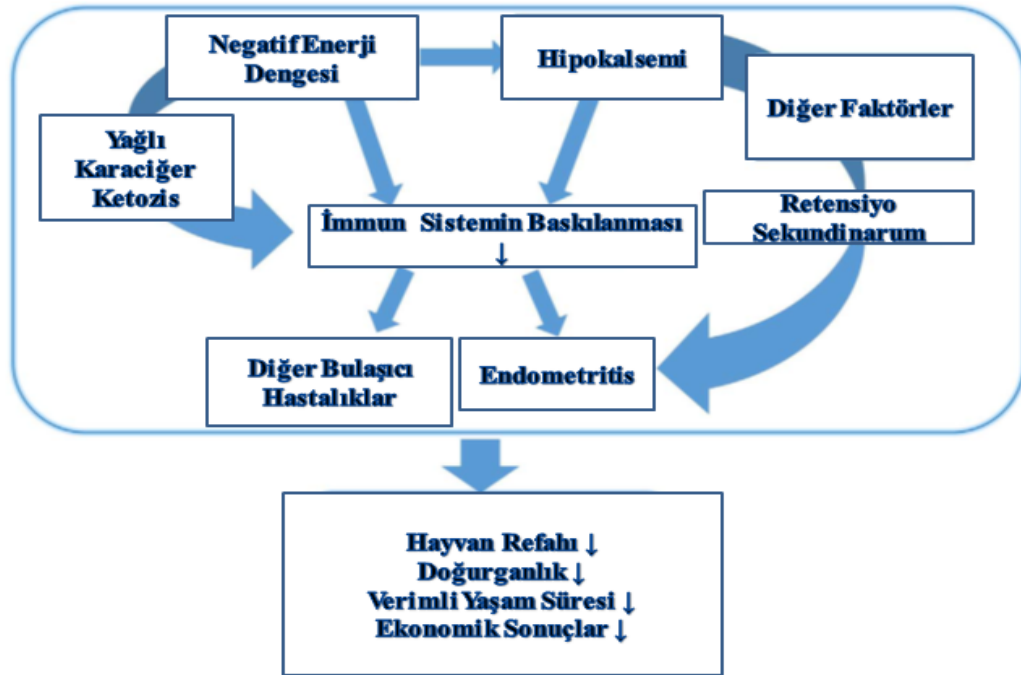 Negatif Enerji
Dengesi
Hipokalsemi
Diğer Faktörler
Yağlı
Karaciğer
Ketozis
İmmun Sistemin Baskılanması
↓
Retensiyo
Sekundinarum
Diğer Bulaşıcı
Hastalıklar
Endometritis
Hayvan Refahı ↓
Doğurganlık ↓
Verimli Yaşam Süresi ↓
Ekonomik Sonuçlar ↓